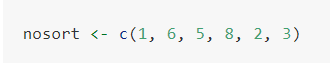 nosort <- c(1, 6, 5, 8, 2, 3)